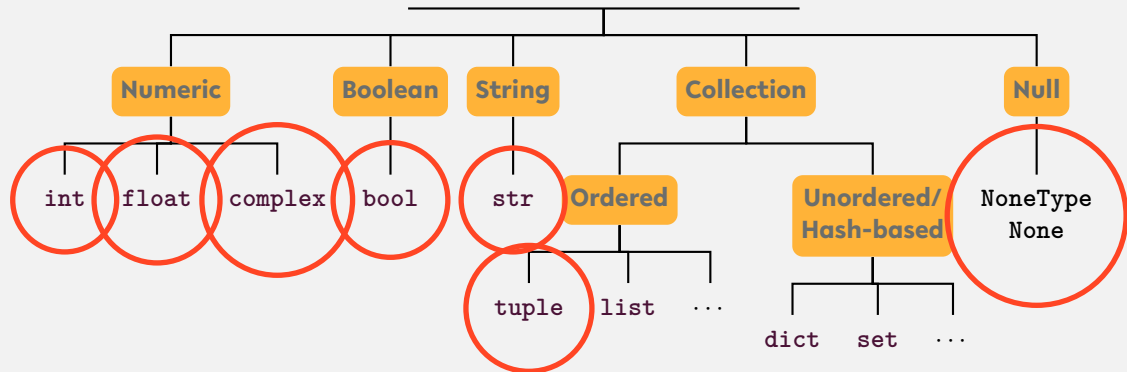 Numeric Boolean String Collection Null
int float complex bool str Ordered Unordered/
Hash-based NoneType
None
tuple list ...
dict set ...